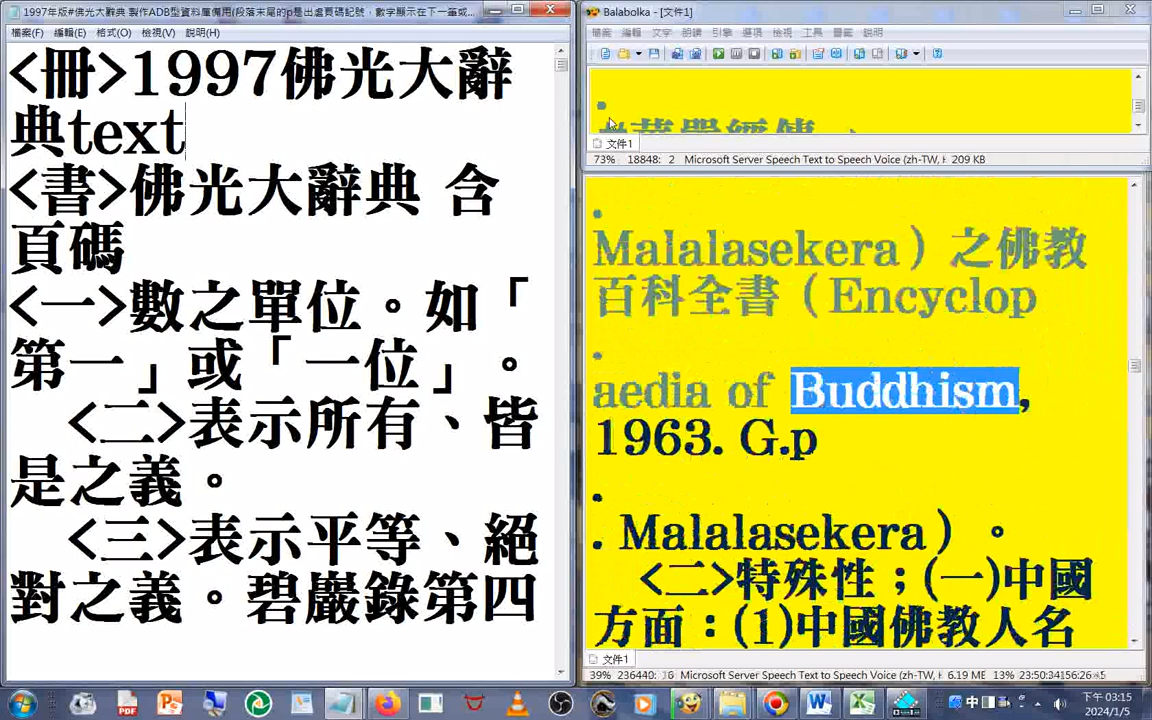 1997年版#佛光大辭典 製作ADB型資料庫備用(段落末尾的p是出處頁碼記號，數字顯示在下一筆或...
檔案(F) 編輯(E) 格式(O) 檢視(V) 說明(H)
<冊>1997佛光大辭
典text
<書>佛光大辭典 含
頁碼
<一>數之單位。如「
第一」或「一位」。
<二>表示所有、皆
是之義。
<三>表示平等、絕
對之義。碧巖錄第四
Balabolka - [文件1]
檔案 編輯 文字 朗讀 引擎 選項 檢視 工具 書籤 說明
文件1
73% 18848: 2 Microsoft Server Speech Text to Speech Voice (zh-TW, H 209 KB
Malalasekera）之佛教
百科全書（Encyclop
aedia of Buddhism,
1963. G.p
. Malalasekera）。
<二>特殊性；(一)中國
方面：(1)中國佛教人名
文件1
39% 236440: 16 Microsoft Server Speech Text to Speech Voice (zh-TW, H 6.19 MB 13% 23:50:34
中
下午 03:15
2024/1/5